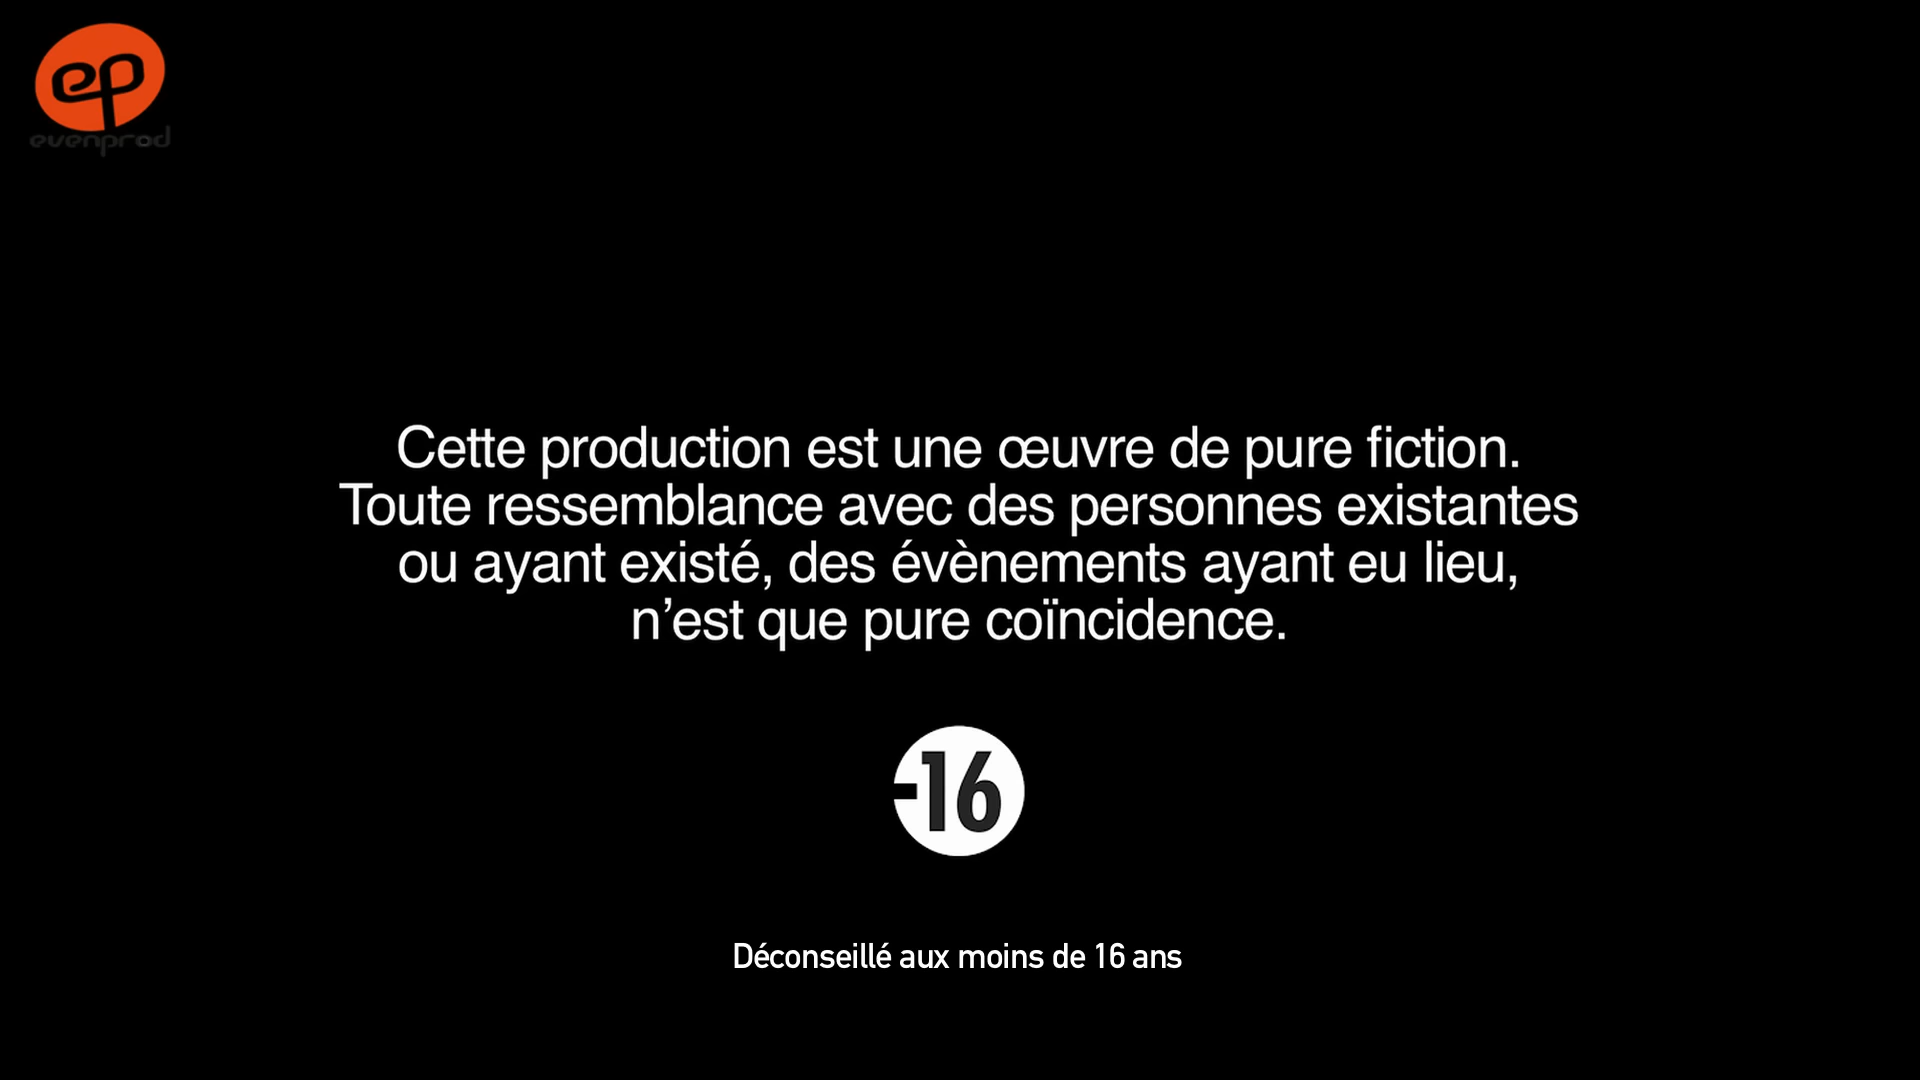 ep
evenprod
Cette production est une œuvre de pure fiction.
Toute ressemblance avec des personnes existantes
ou ayant existé, des évènements ayant eu lieu,
n’est que pure coïncidence.
-16
Déconseillé aux moins de 16 ans